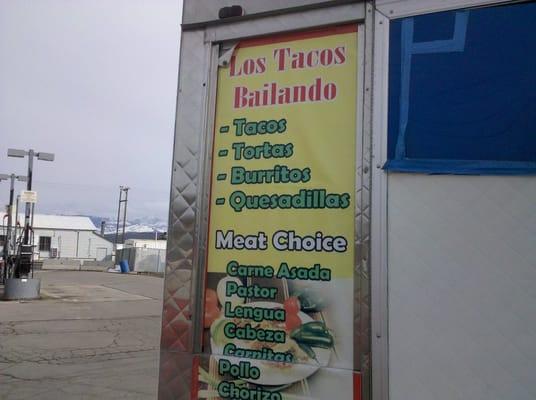 Los Tacos
Bailando
- Tacos
- Tortas
- Burritos
- Quesadillas
Meat Choice
Carne Asada
Pastor
Lengua
Cabeza
Carnitas
Pollo
Chorizo